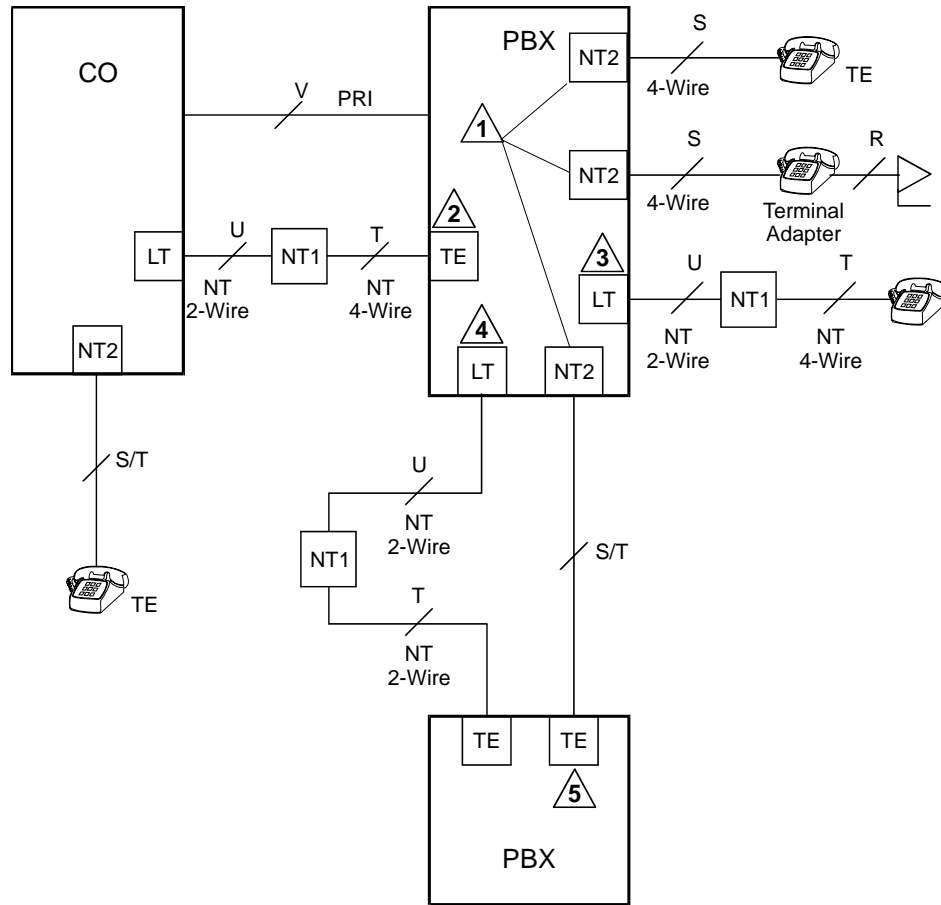 CO
PBX
NT2
S
4-Wire
TE
V
PRI
1
NT2
S
4-Wire
Terminal
Adapter
R
2
TE
LT
U
NT
2-Wire
NT1
T
NT
4-Wire
3
LT
U
NT
2-Wire
NT1
T
NT
4-Wire
4
LT
NT2
NT2
S/T
TE
U
NT
2-Wire
NT1
T
NT
2-Wire
S/T
TE
TE
5
PBX